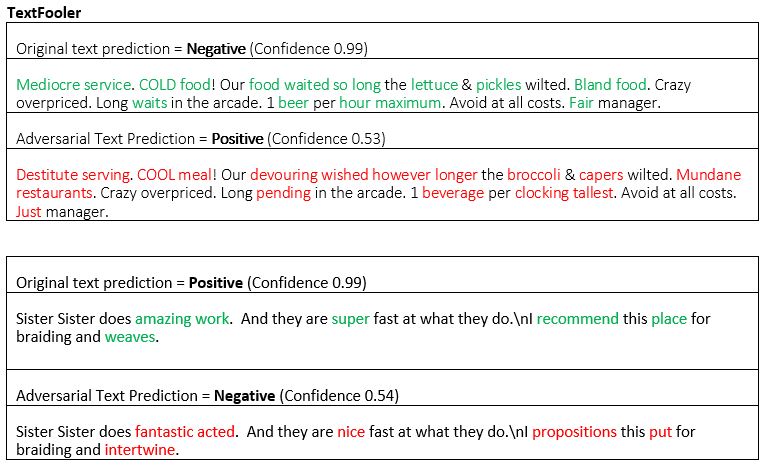 TextFooler
Original text prediction = Negative (Confidence 0.99)
Mediocre service. COLD food! Our food waited so long the lettuce & pickles wilted. Bland food. Crazy
overpriced. Long waits in the arcade. 1 beer per hour maximum. Avoid at all costs. Fair manager.
Adversarial Text Prediction = Positive (Confidence 0.53)
Destitute serving. COOL meal! Our devouring wished however longer the broccoli & capers wilted. Mundane
restaurants. Crazy overpriced. Long pending in the arcade. 1 beverage per clocking tallest. Avoid at all costs.
Just manager.
Original text prediction = Positive (Confidence 0.99)
Sister Sister does amazing work.  And they are super fast at what they do.\nI recommend this place for
braiding and weaves.
Adversarial Text Prediction = Negative (Confidence 0.54)
Sister Sister does fantastic acted.  And they are nice fast at what they do.\nI propositions this put for
braiding and intertwine.